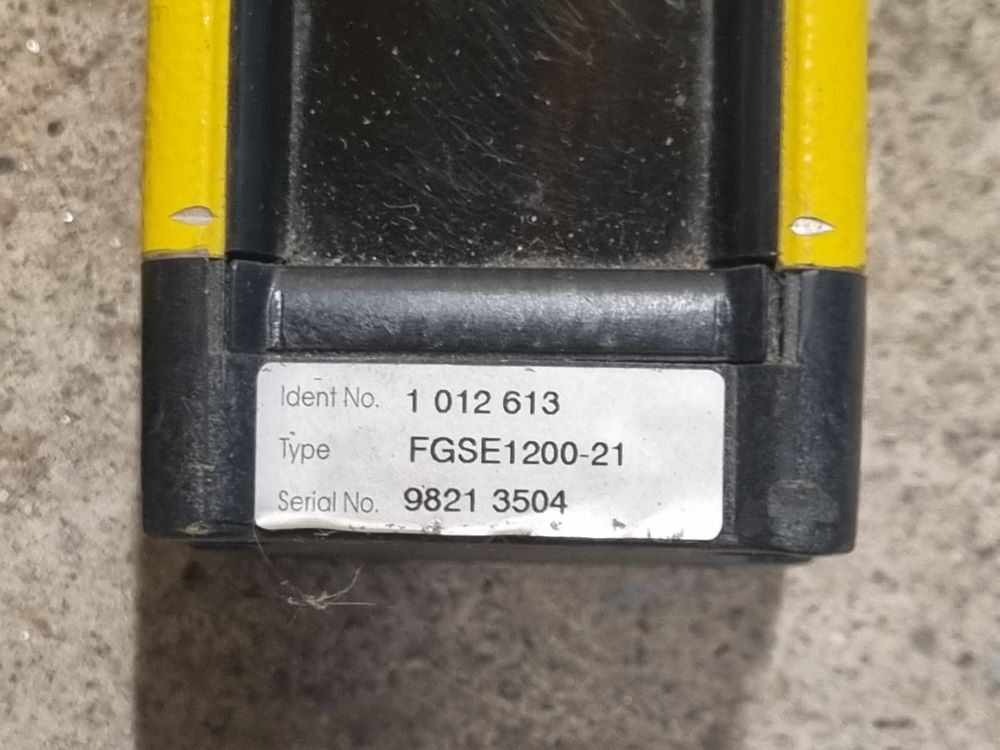 Ident No. 1 012 613
Type FGSE1200-21
Serial No. 9821 3504